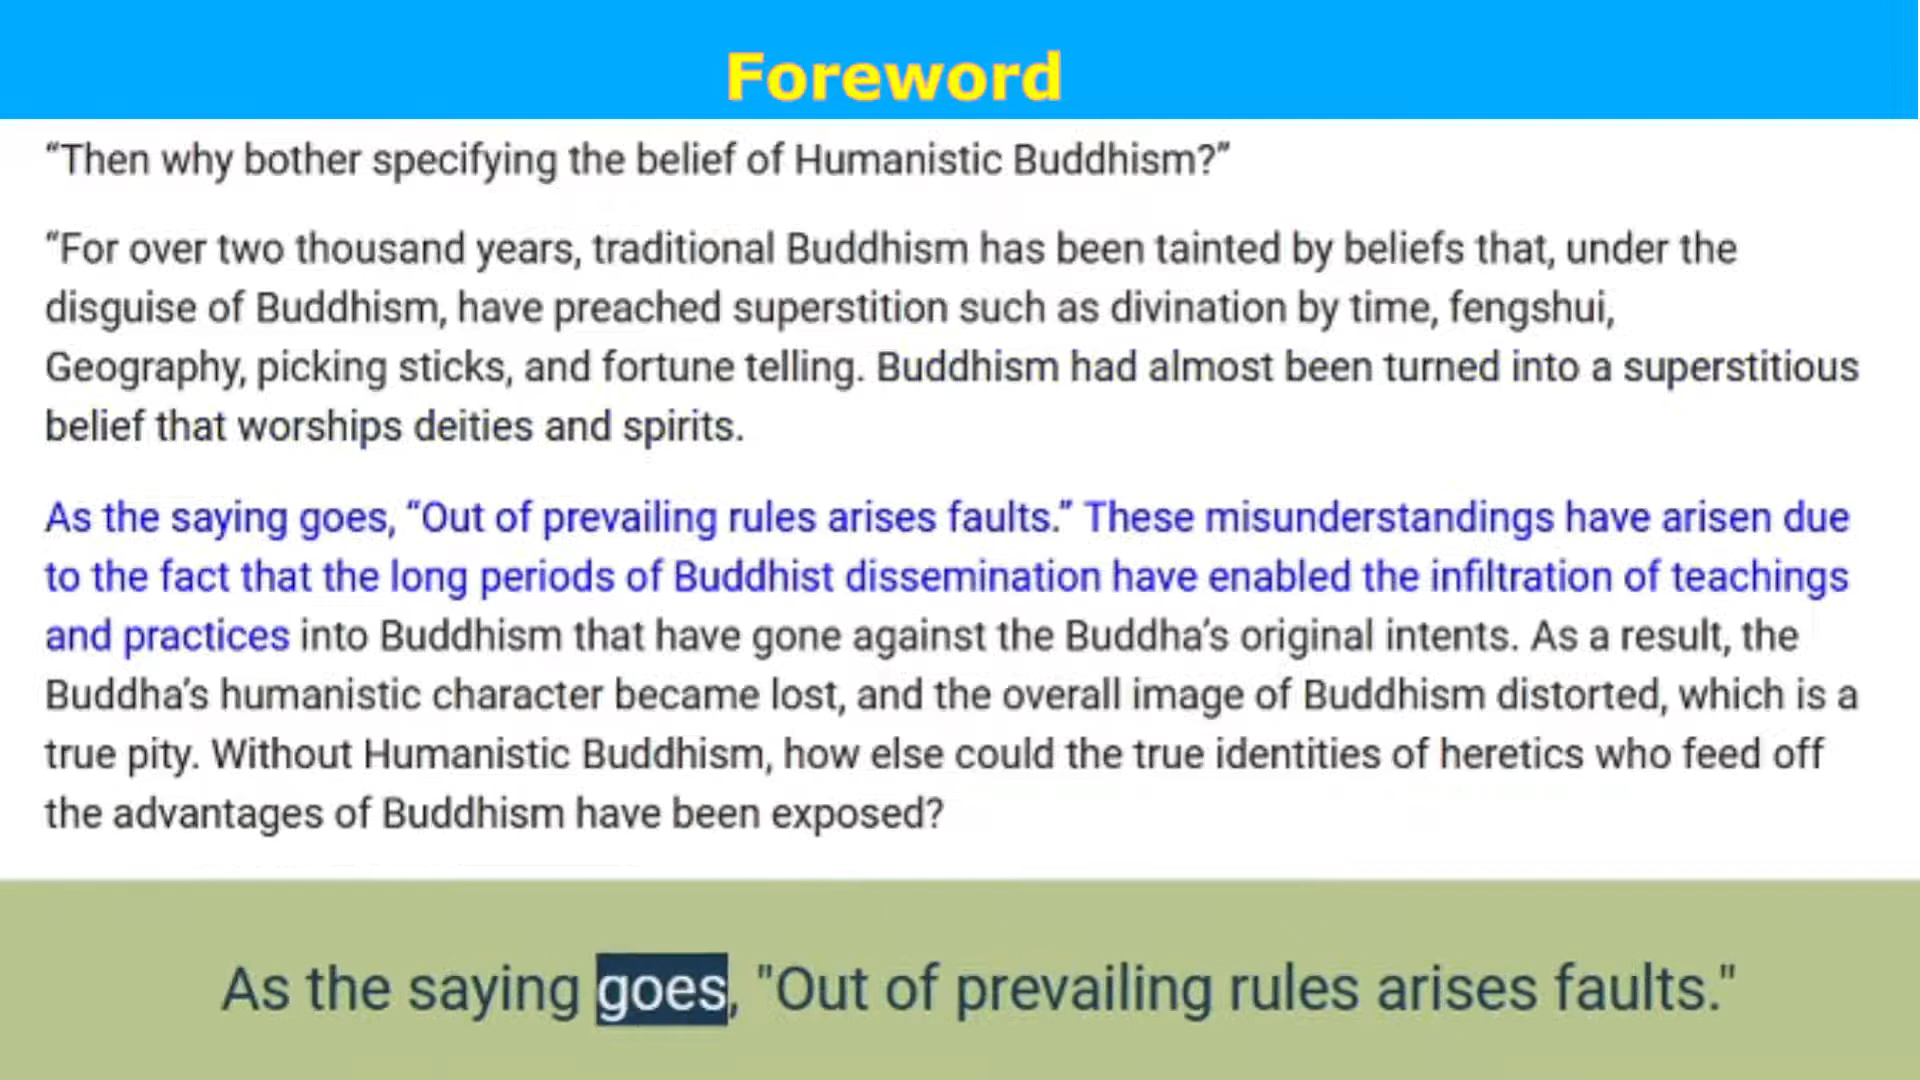 Foreword
“Then why bother specifying the belief of Humanistic Buddhism?”
“For over two thousand years, traditional Buddhism has been tainted by beliefs that, under the
disguise of Buddhism, have preached superstition such as divination by time, fengshui,
Geography, picking sticks, and fortune telling. Buddhism had almost been turned into a superstitious
belief that worships deities and spirits.
As the saying goes, “Out of prevailing rules arises faults.” These misunderstandings have arisen due
to the fact that the long periods of Buddhist dissemination have enabled the infiltration of teachings
and practices into Buddhism that have gone against the Buddha’s original intents. As a result, the
Buddha’s humanistic character became lost, and the overall image of Buddhism distorted, which is a
true pity. Without Humanistic Buddhism, how else could the true identities of heretics who feed off
the advantages of Buddhism have been exposed?
As the saying goes, "Out of prevailing rules arises faults."